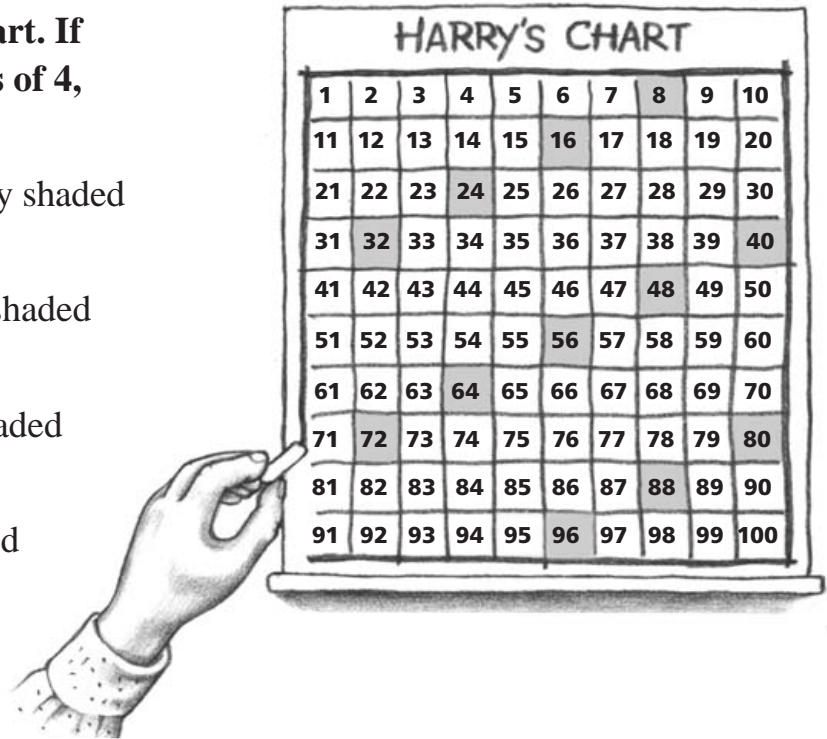 art. If
s of 4,
y shaded
shaded
aded
d
HARRY'S CHART
1 2 3 4 5 6 7 8 9 10
11 12 13 14 15 16 17 18 19 20
21 22 23 24 25 26 27 28 29 30
31 32 33 34 35 36 37 38 39 40
41 42 43 44 45 46 47 48 49 50
51 52 53 54 55 56 57 58 59 60
61 62 63 64 65 66 67 68 69 70
71 72 73 74 75 76 77 78 79 80
81 82 83 84 85 86 87 88 89 90
91 92 93 94 95 96 97 98 99 100